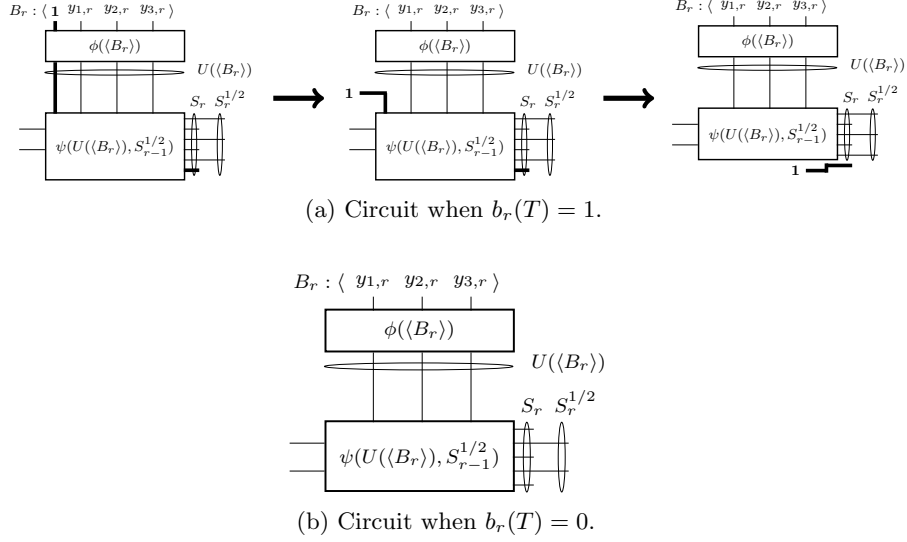 B_r : ⟨ 1 y_{1,r} y_{2,r} y_{3,r} ⟩
ϕ(⟨B_r⟩)
U(⟨B_r⟩)
S_r S_r^{1/2}
ψ(U(⟨B_r⟩), S_{r-1}^{1/2})
B_r : ⟨ y_{1,r} y_{2,r} y_{3,r} ⟩
ϕ(⟨B_r⟩)
U(⟨B_r⟩)
1
S_r S_r^{1/2}
ψ(U(⟨B_r⟩), S_{r-1}^{1/2})
B_r : ⟨ y_{1,r} y_{2,r} y_{3,r} ⟩
ϕ(⟨B_r⟩)
U(⟨B_r⟩)
S_r S_r^{1/2}
ψ(U(⟨B_r⟩), S_{r-1}^{1/2})
1
(a) Circuit when b_r(T) = 1.
B_r : ⟨ y_{1,r} y_{2,r} y_{3,r} ⟩
ϕ(⟨B_r⟩)
U(⟨B_r⟩)
S_r S_r^{1/2}
ψ(U(⟨B_r⟩), S_{r-1}^{1/2})
(b) Circuit when b_r(T) = 0.